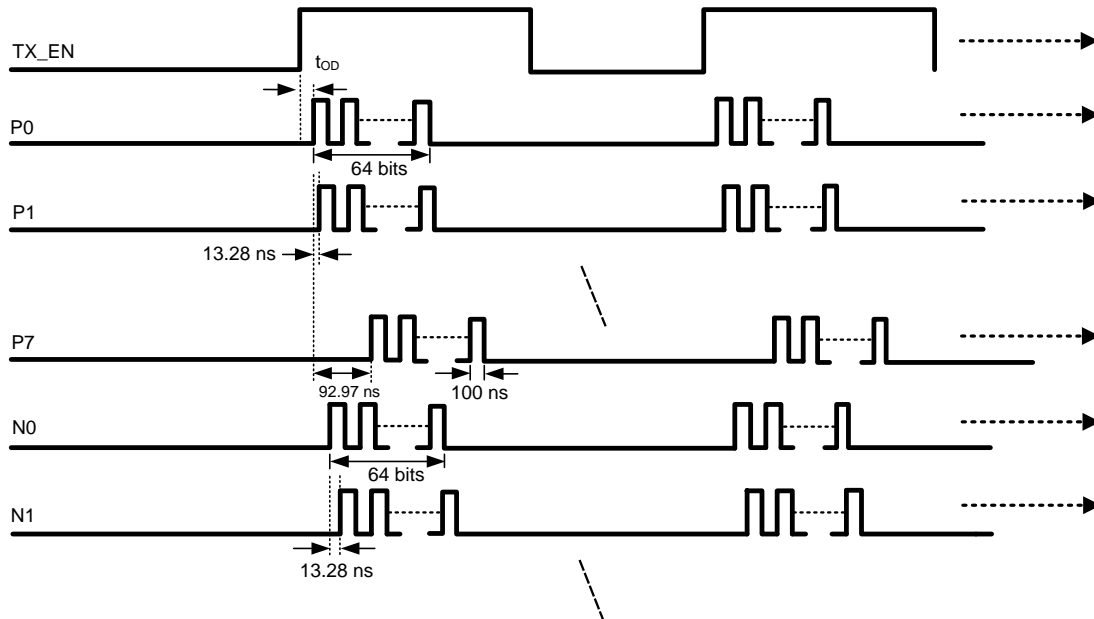 TX_EN
tOD
P0
64 bits
P1
13.28 ns
P7
92.97 ns
100 ns
N0
64 bits
N1
13.28 ns